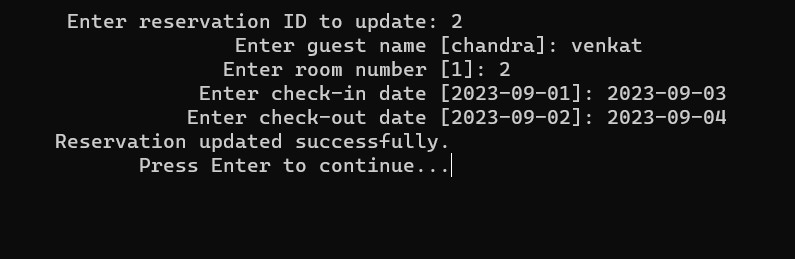 Enter reservation ID to update: 2
Enter guest name [chandra]: venkat
Enter room number [1]: 2
Enter check-in date [2023-09-01]: 2023-09-03
Enter check-out date [2023-09-02]: 2023-09-04
Reservation updated successfully.
Press Enter to continue...